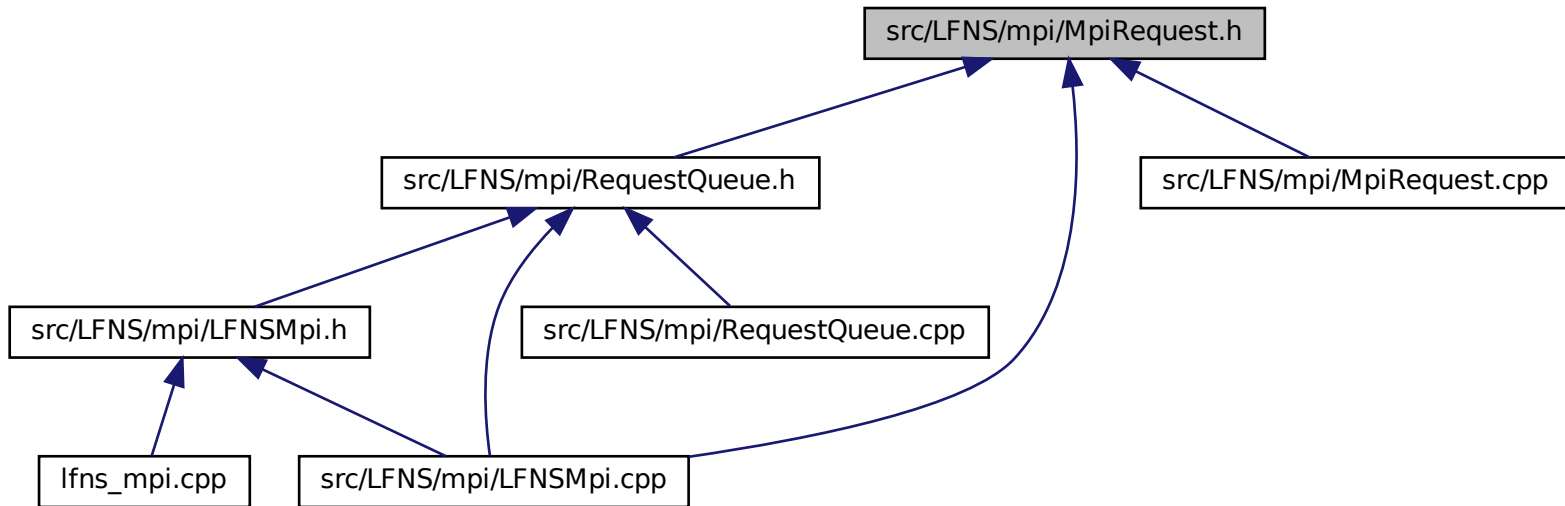 src/LFNS/mpi/MpiRequest.h
src/LFNS/mpi/RequestQueue.h
src/LFNS/mpi/MpiRequest.cpp
src/LFNS/mpi/LFNSMpi.h
src/LFNS/mpi/RequestQueue.cpp
lfns_mpi.cpp
src/LFNS/mpi/LFNSMpi.cpp